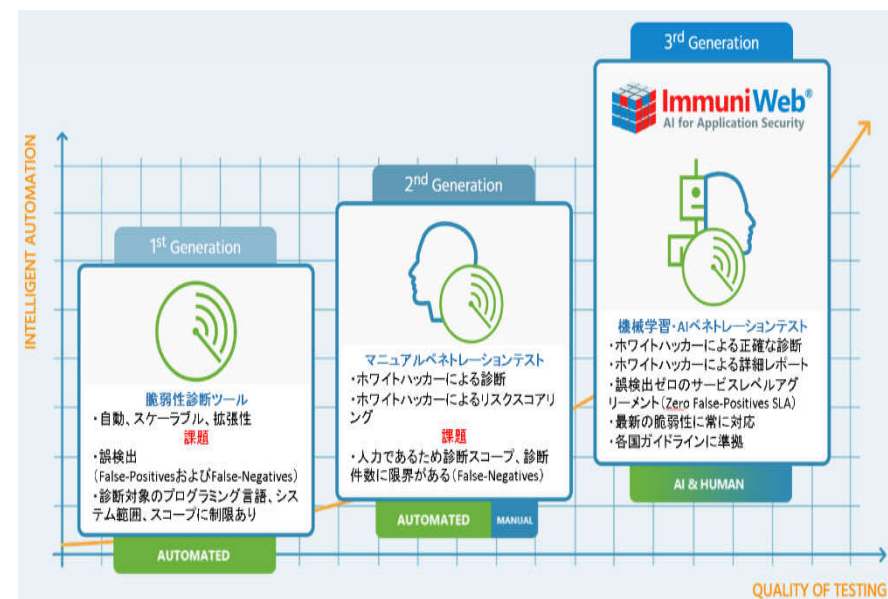 3rd Generation
ImmuniWeb®
AI for Application Security
機械学習・AIペネトレーションテスト
・ホワイトハッカーによる正確な診断
・ホワイトハッカーによる詳細レポート
・誤検出ゼロのサービスレベルアグ
リーメント(Zero False-Positives SLA)
・最新の脆弱性に常に対応
・各国ガイドラインに準拠
AI & HUMAN
2nd Generation
マニュアルペネトレーションテスト
・ホワイトハッカーによる診断
・ホワイトハッカーによるリスクスコアリ
ング
課題
・人力であるため診断スコープ、診断
件数に限界がある(False-Negatives)
AUTOMATED
MANUAL
1st Generation
脆弱性診断ツール
・自動、スケーラブル、拡張性
課題
・誤検出
(False-PositivesおよびFalse-Negatives)
・診断対象のプログラミング言語、シス
テム範囲、スコープに制限あり
AUTOMATED
INTELLIGENT AUTOMATION
QUALITY OF TESTING